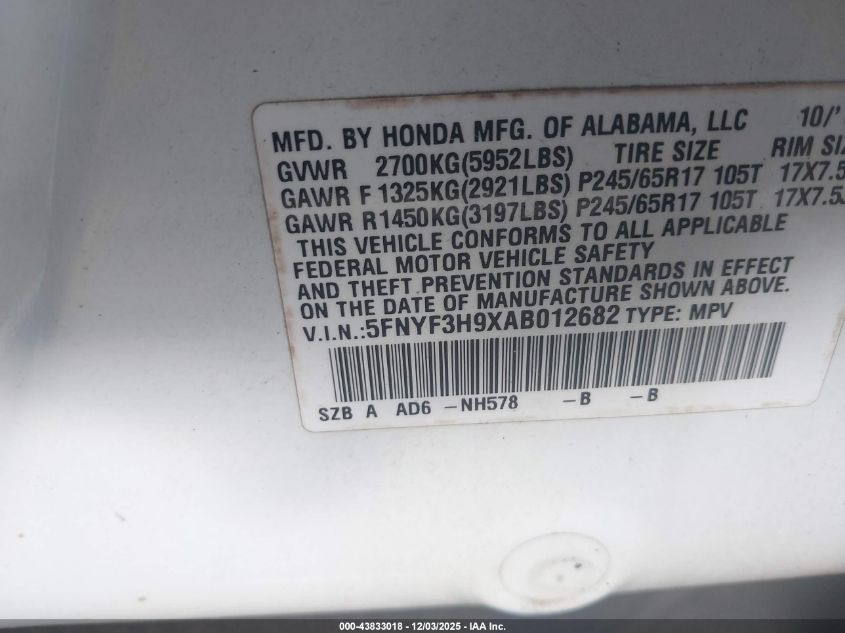 MFD. BY HONDA MFG. OF ALABAMA, LLC 10/'
GVWR 2700KG(5952LBS) TIRE SIZE RIM SIZ
GAWR F 1325KG(2921LBS) P245/65R17 105T 17X7.5
GAWR R1450KG(3197LBS) P245/65R17 105T 17X7.5J
THIS VEHICLE CONFORMS TO ALL APPLICABLE
FEDERAL MOTOR VEHICLE SAFETY
AND THEFT PREVENTION STANDARDS IN EFFECT
ON THE DATE OF MANUFACTURE SHOWN ABOVE.
V.I.N.:5FNYF3H9XAB012682 TYPE: MPV
SZB A AD6 -NH578 -B -B
000-43833018 - 12/03/2025 - IAA Inc.